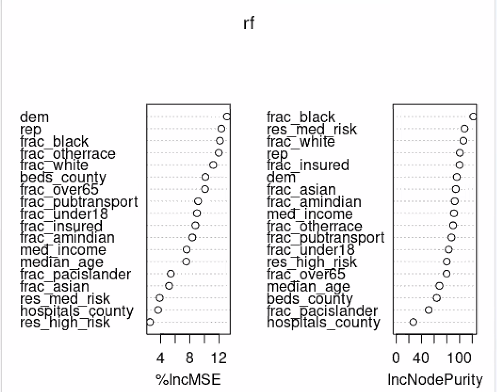 rf
dem
rep
frac_black
frac_otherrace
frac_white
beds_county
frac_over65
frac_pubtransport
frac_under18
frac_insured
frac_amindian
med_income
median_age
frac_pacislander
frac_asian
res_med_risk
hospitals_county
res_high_risk
4 8 12
%IncMSE
frac_black
res_med_risk
frac_white
rep
frac_insured
dem
frac_asian
frac_amindian
med_income
frac_otherrace
frac_pubtransport
frac_under18
res_high_risk
frac_over65
median_age
beds_county
frac_pacislander
hospitals_county
0 40 100
IncNodePurity